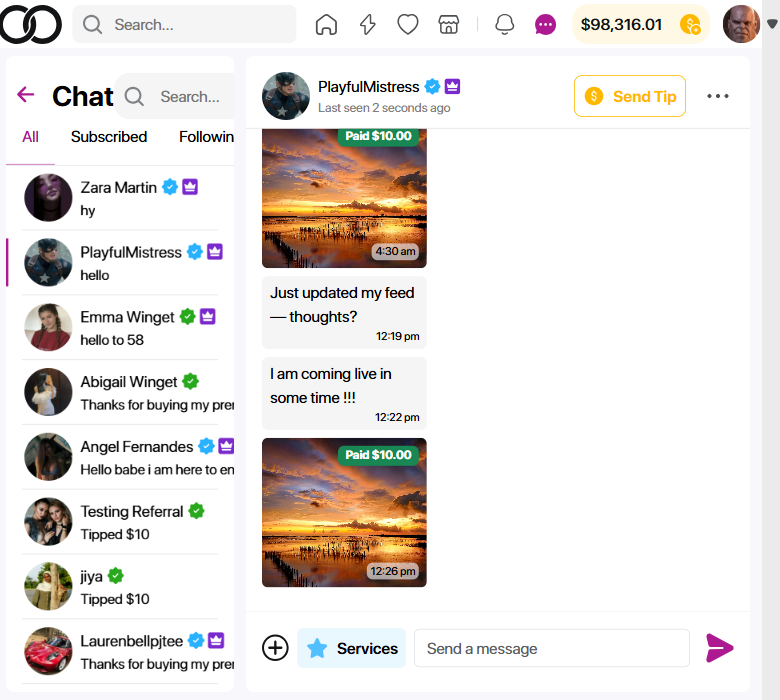 Search...
$98,316.01
Chat
Search...
All
Subscribed
Followin
Zara Martin
hy
PlayfulMistress
hello
Emma Winget
hello to 58
Abigail Winget
Thanks for buying my prer
Angel Fernandes
Hello babe i am here to en
Testing Referral
Tipped $10
jiya
Tipped $10
Laurenbellpjtee
Thanks for buying my prer
PlayfulMistress
Last seen 2 seconds ago
Send Tip
Paid $10.00
4:30 am
Just updated my feed
— thoughts?
12:19 pm
I am coming live in
some time !!!
12:22 pm
Paid $10.00
12:26 pm
Services
Send a message